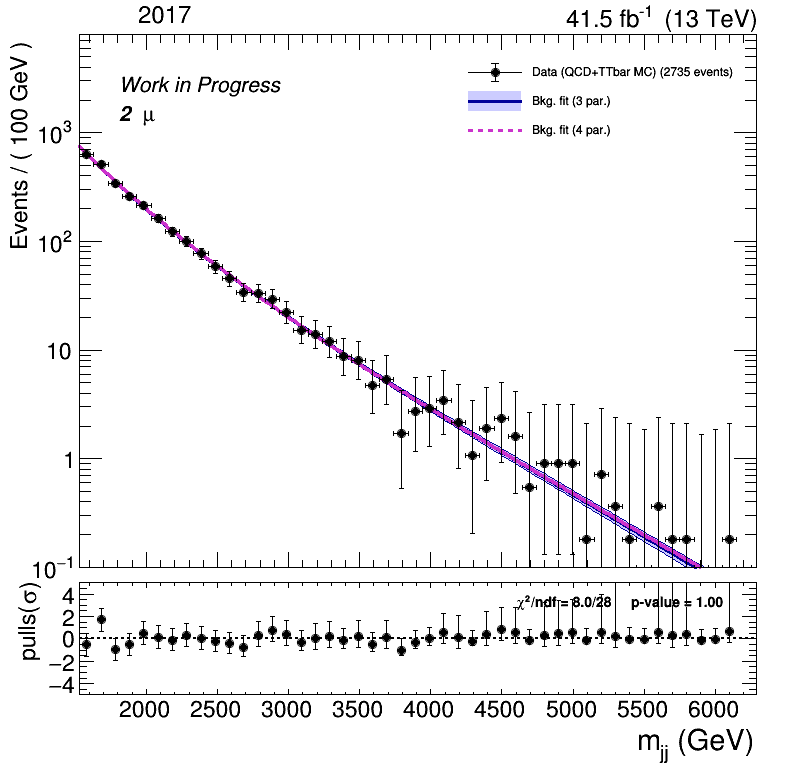 2017 41.5 fb⁻¹ (13 TeV)
Events / ( 100 GeV )
Work in Progress
2 μ
Data (QCD+TTbar MC) (2735 events)
Bkg. fit (3 par.)
Bkg. fit (4 par.)
10³
10²
10
1
10⁻¹
pulls(σ)
χ²/ndf = 8.0/28 p-value = 1.00
4
2
0
−2
−4
2000 2500 3000 3500 4000 4500 5000 5500 6000
m_jj (GeV)